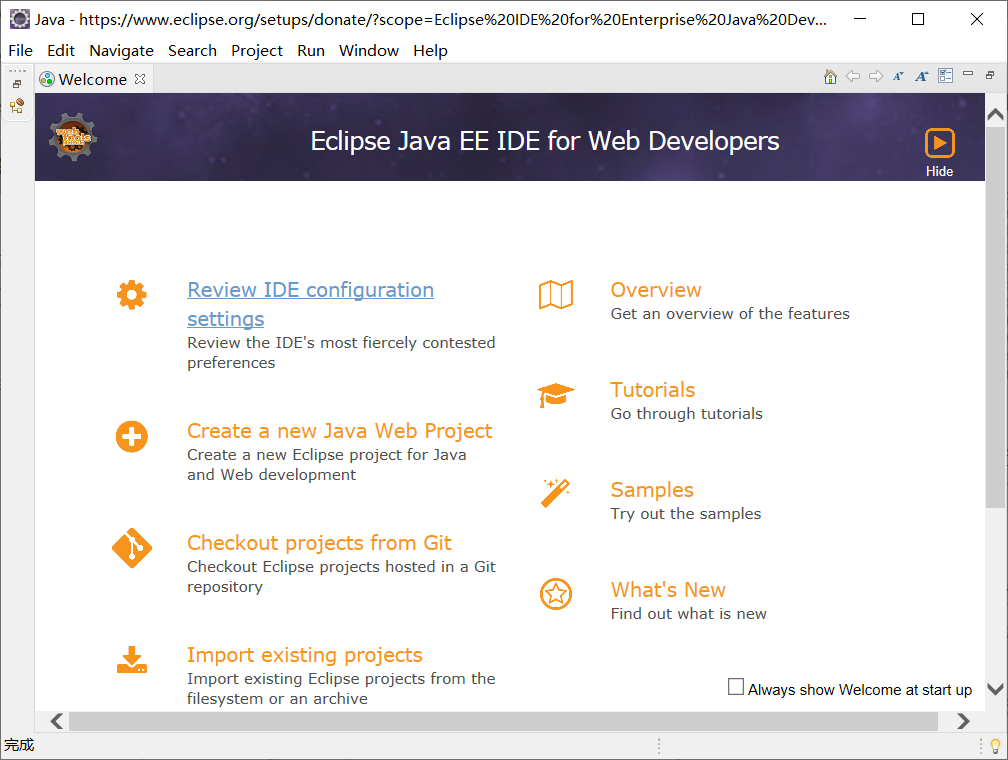 Java - https://www.eclipse.org/setups/donate/?scope=Eclipse%20IDE%20for%20Enterprise%20Java%20Dev...
File Edit Navigate Search Project Run Window Help
Welcome
web tools
Eclipse Java EE IDE for Web Developers
Hide
Review IDE configuration
settings
Review the IDE's most fiercely contested
preferences
Overview
Get an overview of the features
Tutorials
Go through tutorials
Create a new Java Web Project
Create a new Eclipse project for Java
and Web development
Samples
Try out the samples
Checkout projects from Git
Checkout Eclipse projects hosted in a Git
repository
What's New
Find out what is new
Import existing projects
Import existing Eclipse projects from the
filesystem or an archive
Always show Welcome at start up
完成